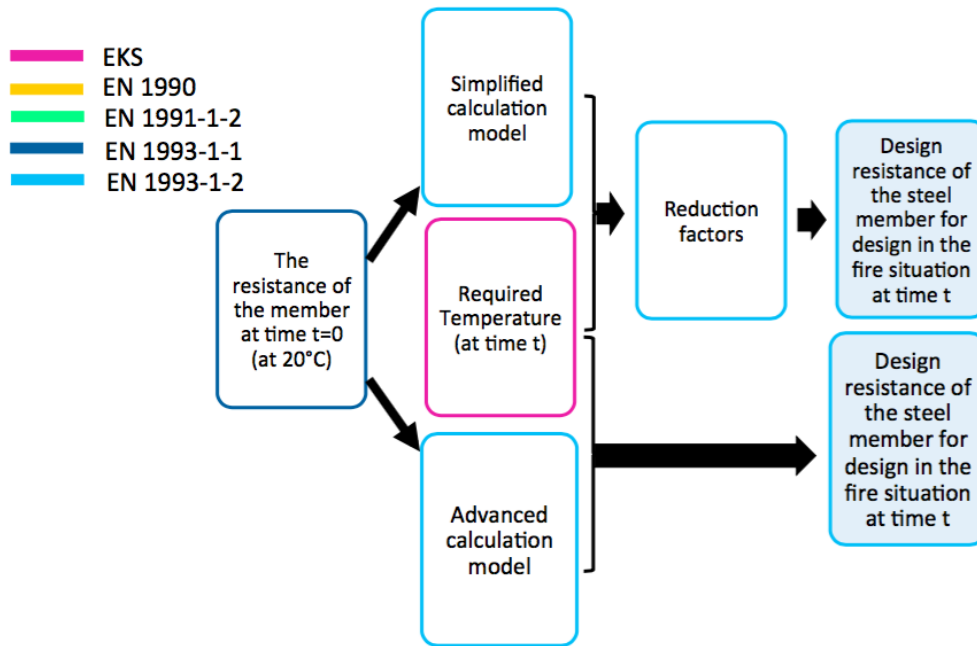 EKS
EN 1990
EN 1991-1-2
EN 1993-1-1
EN 1993-1-2
The
resistance of
the member
at time t=0
(at 20°C)
Simplified
calculation
model
Required
Temperature
(at time t)
Advanced
calculation
model
Reduction
factors
Design
resistance of
the steel
member for
design in the
fire situation
at time t
Design
resistance of
the steel
member for
design in the
fire situation
at time t